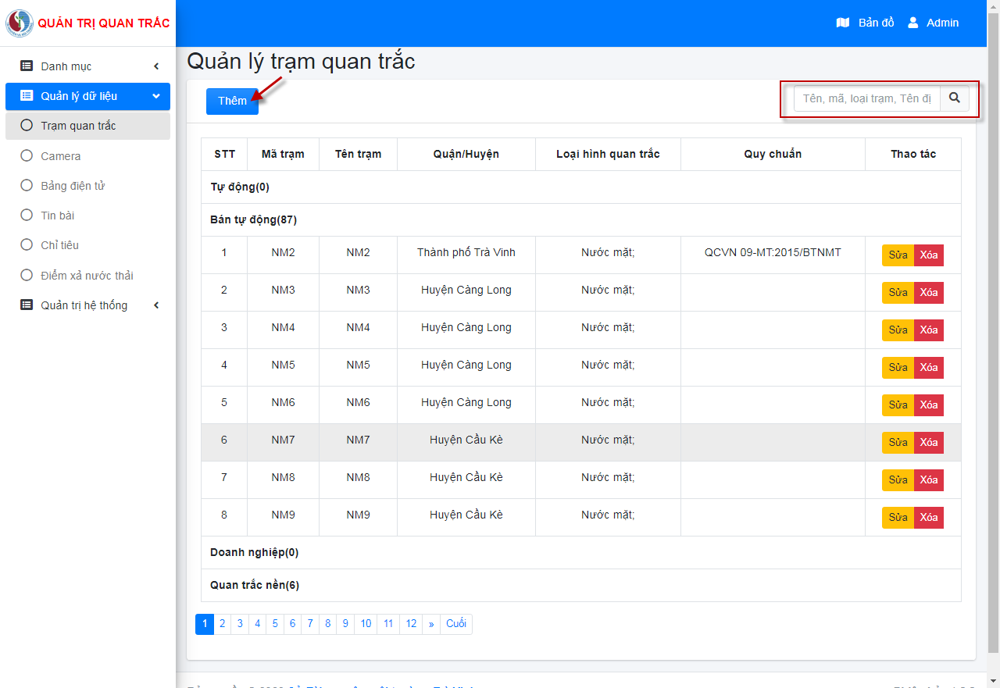 QUẢN TRỊ QUAN TRẮC
Bản đồ Admin
Danh mục
Quản lý dữ liệu
Trạm quan trắc
Camera
Bảng điện tử
Tin bài
Chỉ tiêu
Điểm xả nước thải
Quản trị hệ thống
Quản lý trạm quan trắc
Thêm
Tên, mã, loại trạm, Tên đị
STT Mã trạm Tên trạm Quận/Huyện Loại hình quan trắc Quy chuẩn Thao tác
Tự động(0)
Bán tự động(87)
1 NM2 NM2 Thành phố Trà Vinh Nước mặt; QCVN 09-MT:2015/BTNMT Sửa Xóa
2 NM3 NM3 Huyện Càng Long Nước mặt; Sửa Xóa
3 NM4 NM4 Huyện Càng Long Nước mặt; Sửa Xóa
4 NM5 NM5 Huyện Càng Long Nước mặt; Sửa Xóa
5 NM6 NM6 Huyện Càng Long Nước mặt; Sửa Xóa
6 NM7 NM7 Huyện Cầu Kè Nước mặt; Sửa Xóa
7 NM8 NM8 Huyện Cầu Kè Nước mặt; Sửa Xóa
8 NM9 NM9 Huyện Cầu Kè Nước mặt; Sửa Xóa
Doanh nghiệp(0)
Quan trắc nền(6)
1 2 3 4 5 6 7 8 9 10 11 12 » Cuối